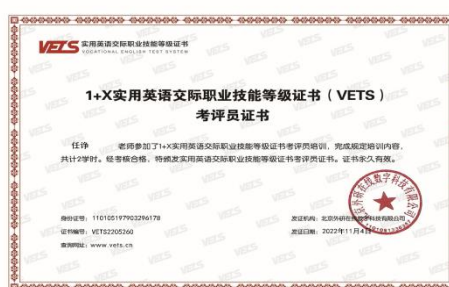 VETS 实用英语交际职业技能等级证书
VOCATIONAL ENGLISH TEST SYSTEM
1+X实用英语交际职业技能等级证书（VETS）
考评员证书
任诤 老师参加了1+X实用英语交际职业技能等级证书考评员培训，完成规定培训内容，
共计2学时。经考核合格，特颁发实用英语交际职业技能等级证书考评员证书。证书永久有效。
身份证号：110105197903296178
发证机构：北京外研在线数字科技有限公司
证书编号：VETS2205260
发证日期：2022年11月4日
查询网址：www.vets.cn